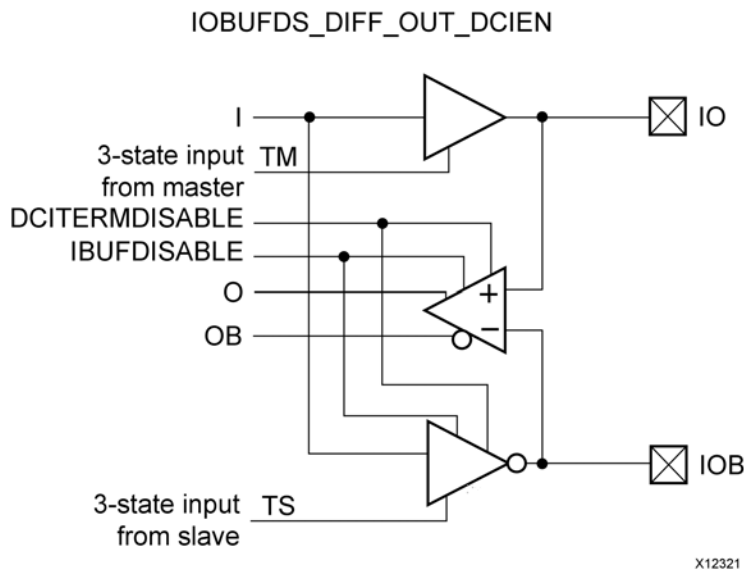 IOBUFDS_DIFF_OUT_DCIEN
I
IO
3-state input TM
from master
DCITERMDISABLE
IBUFDISABLE
O
+
OB
−
IOB
3-state input TS
from slave
X12321